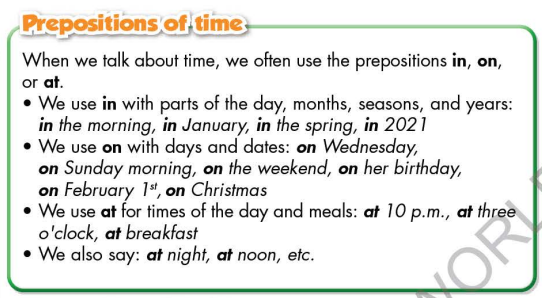 Prepositions of time
When we talk about time, we often use the prepositions in, on,
or at.
• We use in with parts of the day, months, seasons, and years:
in the morning, in January, in the spring, in 2021
• We use on with days and dates: on Wednesday,
on Sunday morning, on the weekend, on her birthday,
on February 1st, on Christmas
• We use at for times of the day and meals: at 10 p.m., at three
o'clock, at breakfast
• We also say: at night, at noon, etc.
WORL